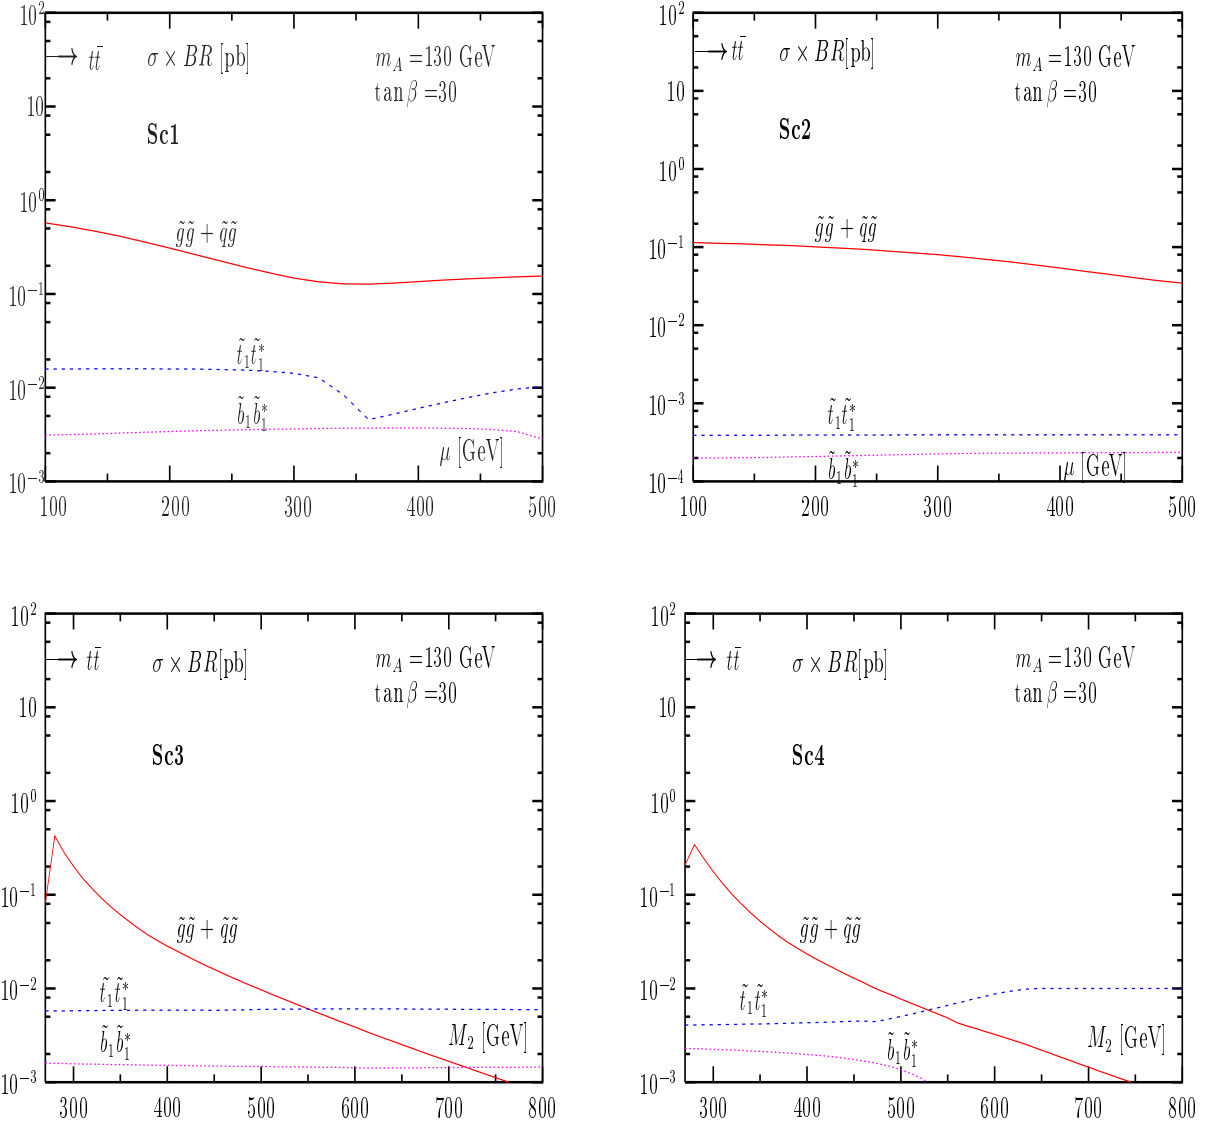 10²
→ tt̄ σ × BR [pb] m_A =130 GeV
tan β =30
10
Sc1
10⁰
g̃g̃ + q̃g̃
10⁻¹
t̃₁t̃₁*
10⁻²
b̃₁b̃₁*
μ [GeV]
10⁻³
100 200 300 400 500
10²
→ tt̄ σ × BR[pb] m_A =130 GeV
10 tan β =30
Sc2
10⁰
g̃g̃ + q̃g̃
10⁻¹
10⁻²
10⁻³
t̃₁t̃₁*
b̃₁b̃₁* μ [GeV]
10⁻⁴
100 200 300 400 500
10²
→ tt̄ σ × BR[pb] m_A =130 GeV
tan β =30
10
Sc3
10⁰
10⁻¹
g̃g̃ + q̃g̃
10⁻²
t̃₁t̃₁*
b̃₁b̃₁* M₂ [GeV]
10⁻³
300 400 500 600 700 800
10²
→ tt̄ σ × BR[pb] m_A =130 GeV
tan β =30
10
Sc4
10⁰
10⁻¹
g̃g̃ + q̃g̃
10⁻²
t̃₁t̃₁*
b̃₁b̃₁* M₂ [GeV]
10⁻³
300 400 500 600 700 800